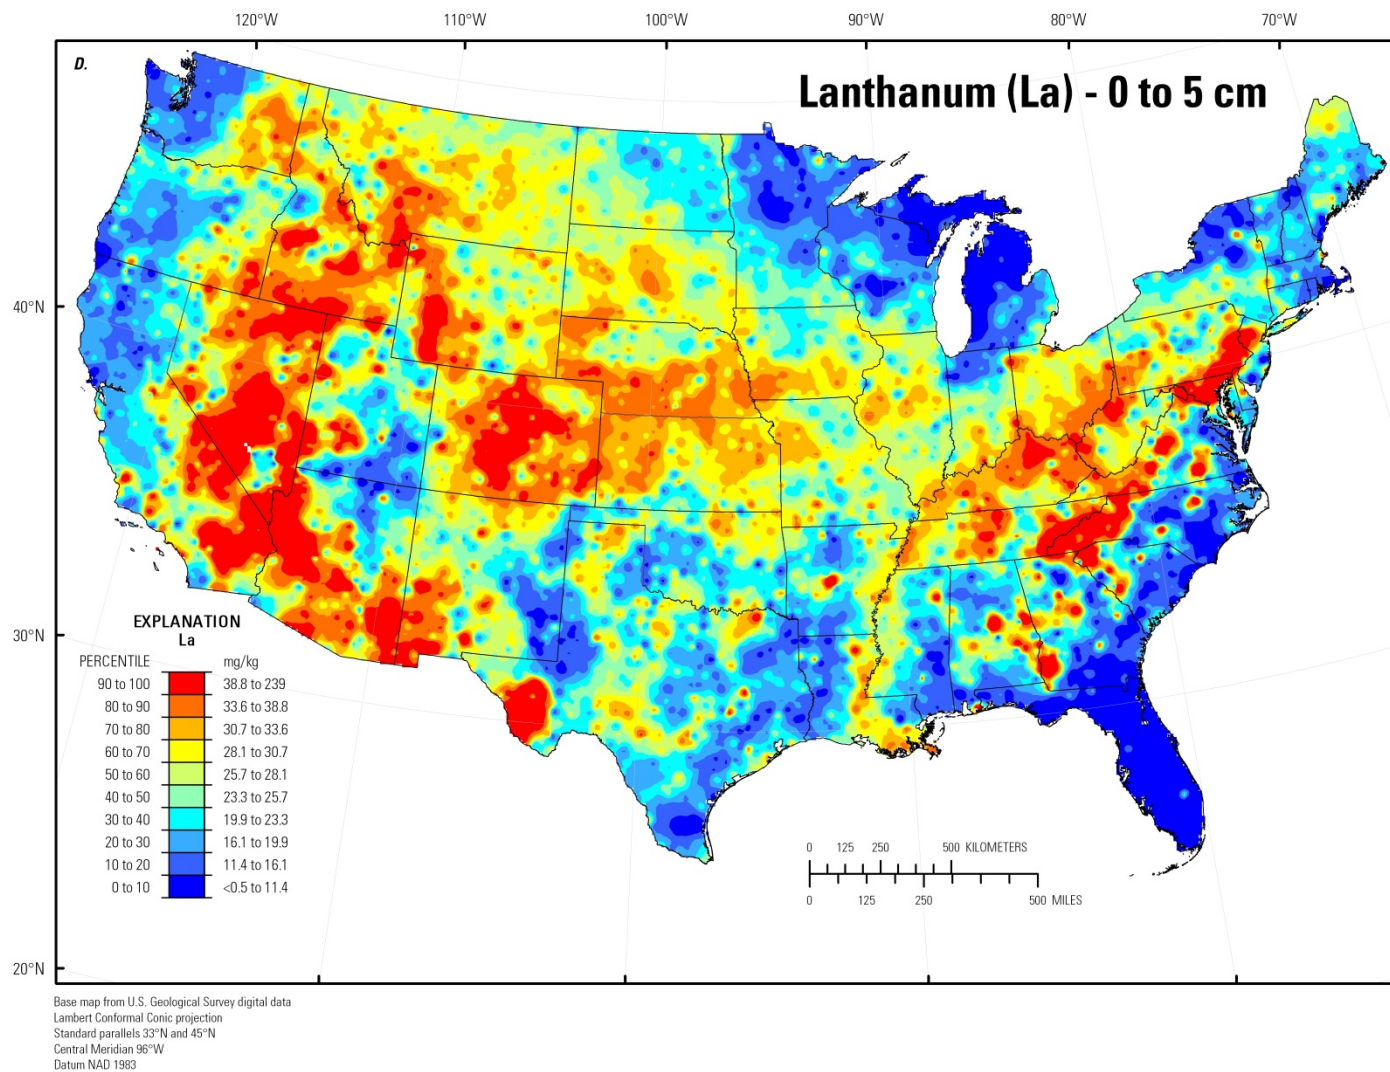 120°W 110°W 100°W 90°W 80°W 70°W
D.
Lanthanum (La) - 0 to 5 cm
40°N
30°N
20°N
EXPLANATION
La
PERCENTILE mg/kg
90 to 100 38.8 to 239
80 to 90 33.6 to 38.8
70 to 80 30.7 to 33.6
60 to 70 28.1 to 30.7
50 to 60 25.7 to 28.1
40 to 50 23.3 to 25.7
30 to 40 19.9 to 23.3
20 to 30 16.1 to 19.9
10 to 20 11.4 to 16.1
0 to 10 <0.5 to 11.4
0 125 250 500 KILOMETERS
0 125 250 500 MILES
Base map from U.S. Geological Survey digital data
Lambert Conformal Conic projection
Standard parallels 33°N and 45°N
Central Meridian 96°W
Datum NAD 1983